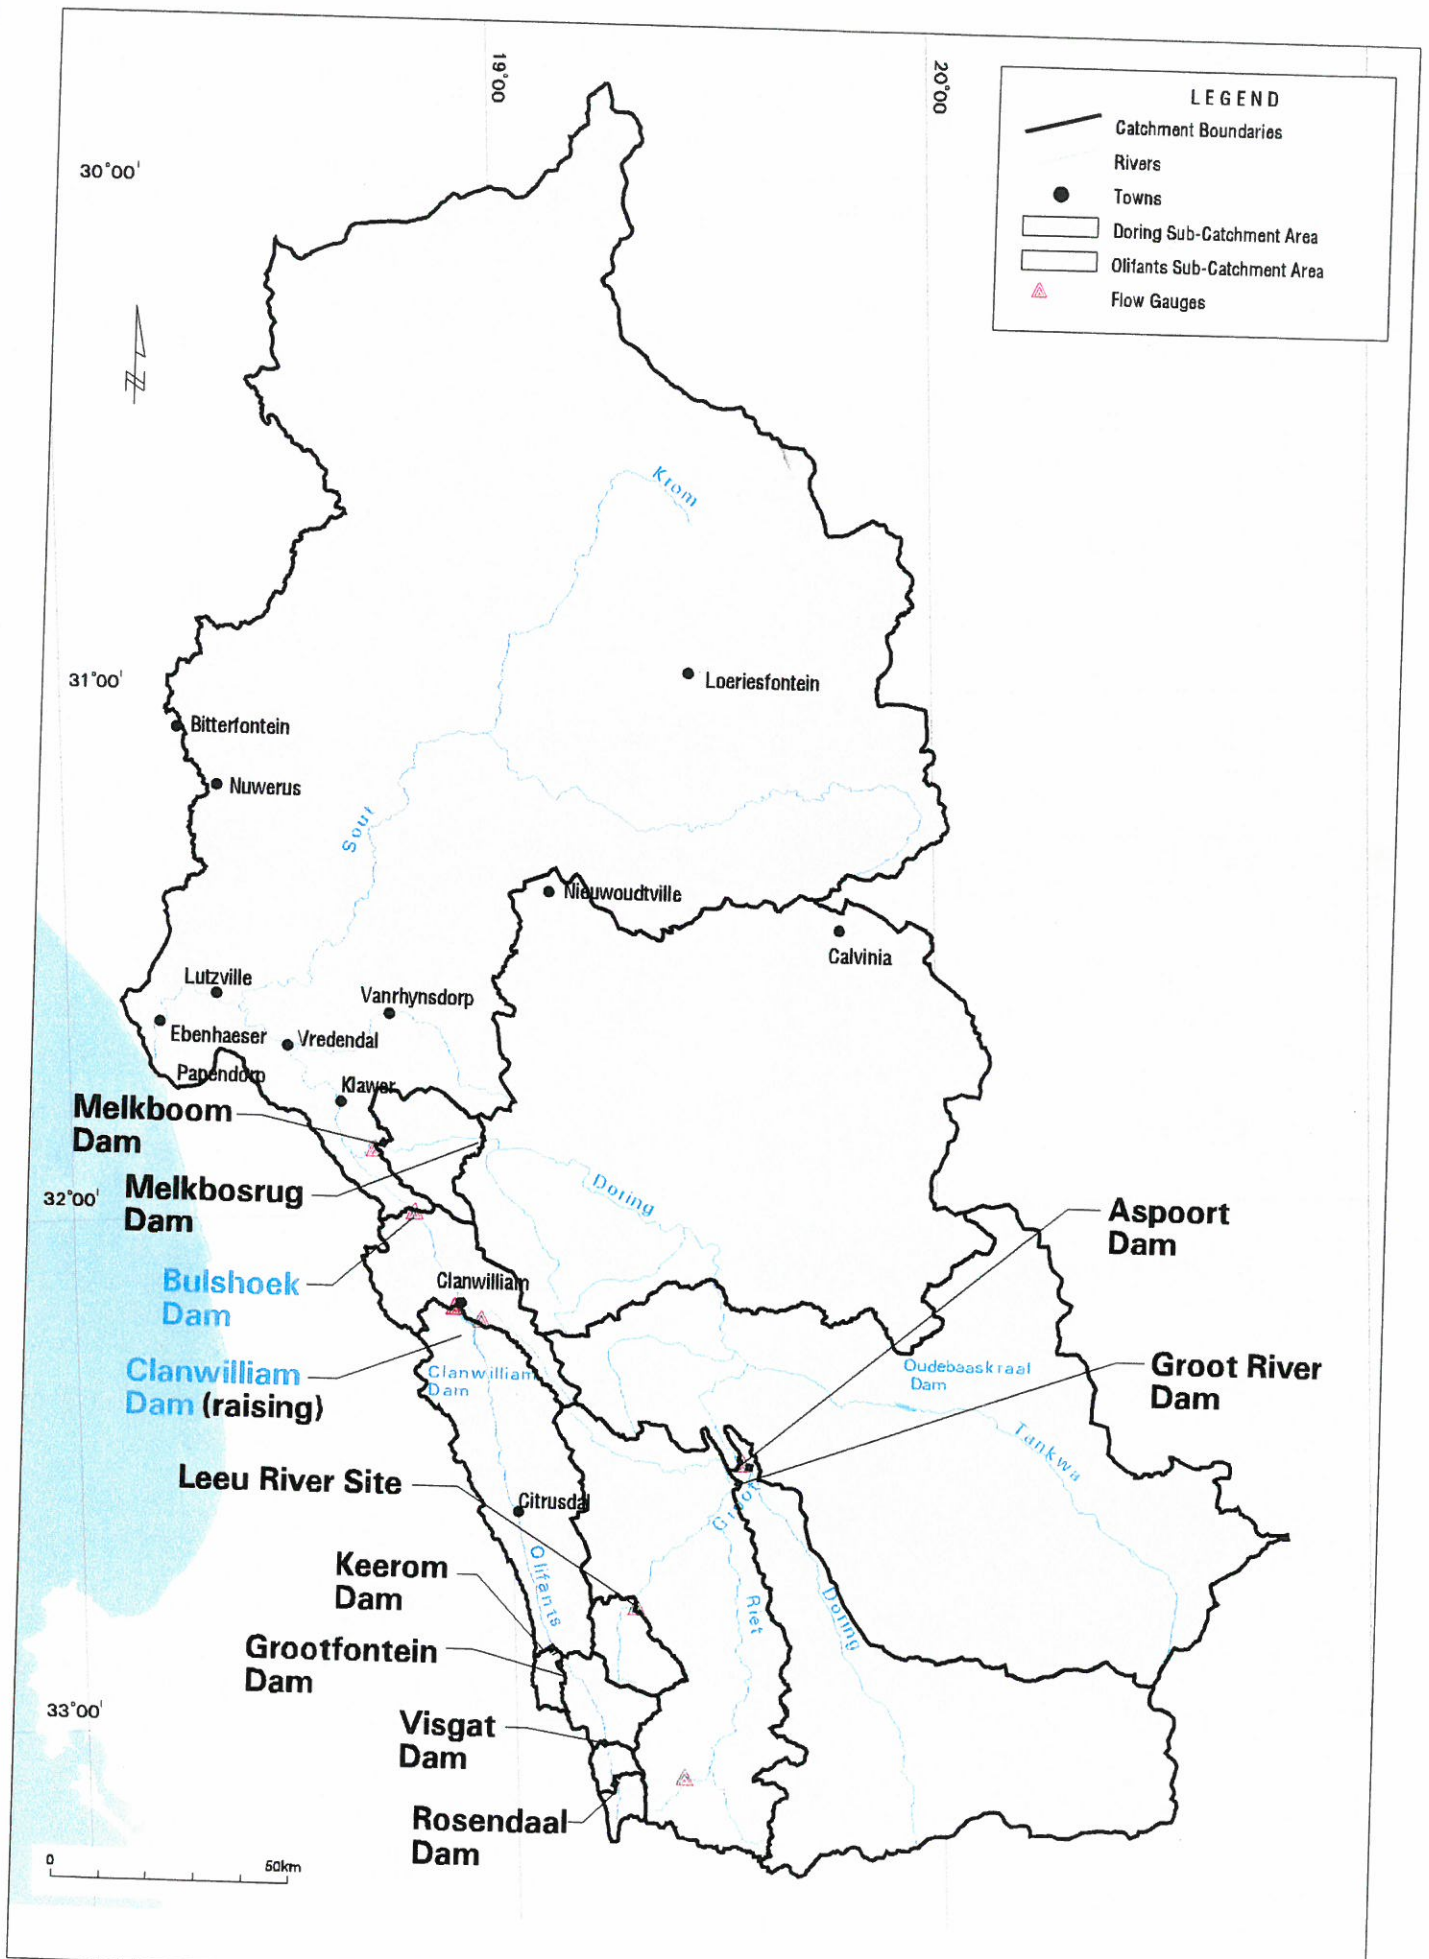 19°00
20°00
LEGEND
Catchment Boundaries
Rivers
Towns
Doring Sub-Catchment Area
Olifants Sub-Catchment Area
Flow Gauges
30°00'
N
Krom
31°00'
Loeriesfontein
Bitterfontein
Nuwerus
Sout
Nieuwoudtville
Calvinia
Lutzville
Vanrhynsdorp
Ebenhaeser
Vredendal
Papendorp
Klawer
Melkboom
Dam
Doring
32°00'
Melkbosrug
Dam
Aspoort
Dam
Bulshoek
Dam
Clanwilliam
Clanwilliam
Dam (raising)
Clanwilliam
Dam
Oudebaaskraal
Dam
Groot River
Dam
Tankwa
Leeu River Site
Citrusdal
Groot
Olifants
Riet
Doring
Keerom
Dam
Grootfontein
Dam
33°00'
Visgat
Dam
Rosendaal
Dam
0
50km